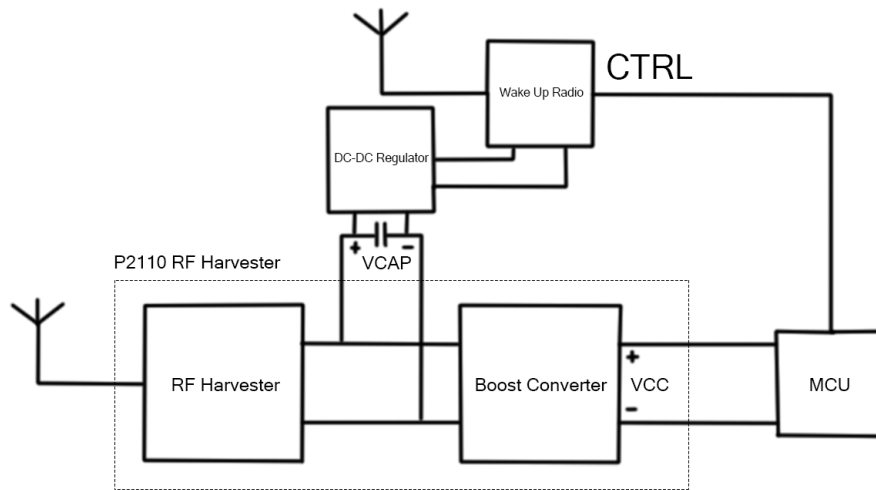 CTRL
Wake Up Radio
DC-DC Regulator
+ -
VCAP
P2110 RF Harvester
RF Harvester
Boost Converter
+
VCC
-
MCU